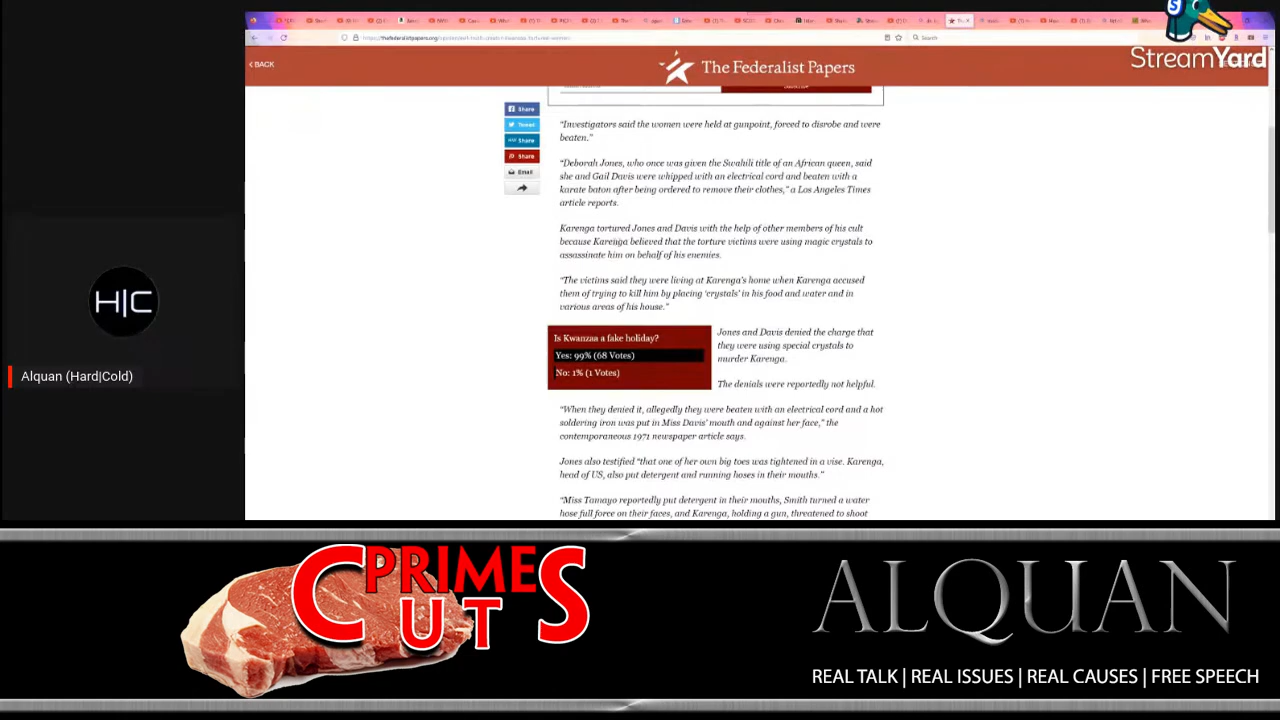 StreamYard
BACK
The Federalist Papers
Share
Tweet
Share
Share
Email
“Investigators said the women were held at gunpoint, forced to disrobe and were
beaten.”
“Deborah Jones, who once was given the Swahili title of an African queen, said
she and Gail Davis were whipped with an electrical cord and beaten with a
karate baton after being ordered to remove their clothes,” a Los Angeles Times
article reports.
Karenga tortured Jones and Davis with the help of other members of his cult
because Karenga believed that the torture victims were using magic crystals to
assassinate him on behalf of his enemies.
“The victims said they were living at Karenga’s home when Karenga accused
them of trying to kill him by placing ‘crystals’ in his food and water and in
various areas of his house.”
Is Kwanzaa a fake holiday?
Yes: 99% (68 Votes)
No: 1% (1 Votes)
Jones and Davis denied the charge that
they were using special crystals to
murder Karenga.
The denials were reportedly not helpful.
“When they denied it, allegedly they were beaten with an electrical cord and a hot
soldering iron was put in Miss Davis’ mouth and against her face,” the
contemporaneous 1971 newspaper article says.
Jones also testified “that one of her own big toes was tightened in a vise. Karenga,
head of US, also put detergent and running hoses in their mouths.”
“Miss Tamayo reportedly put detergent in their mouths, Smith turned a water
hose full force on their faces, and Karenga, holding a gun, threatened to shoot
H|C
Alquan (Hard|Cold)
PRIME
CUTS
ALQUAN
REAL TALK | REAL ISSUES | REAL CAUSES | FREE SPEECH